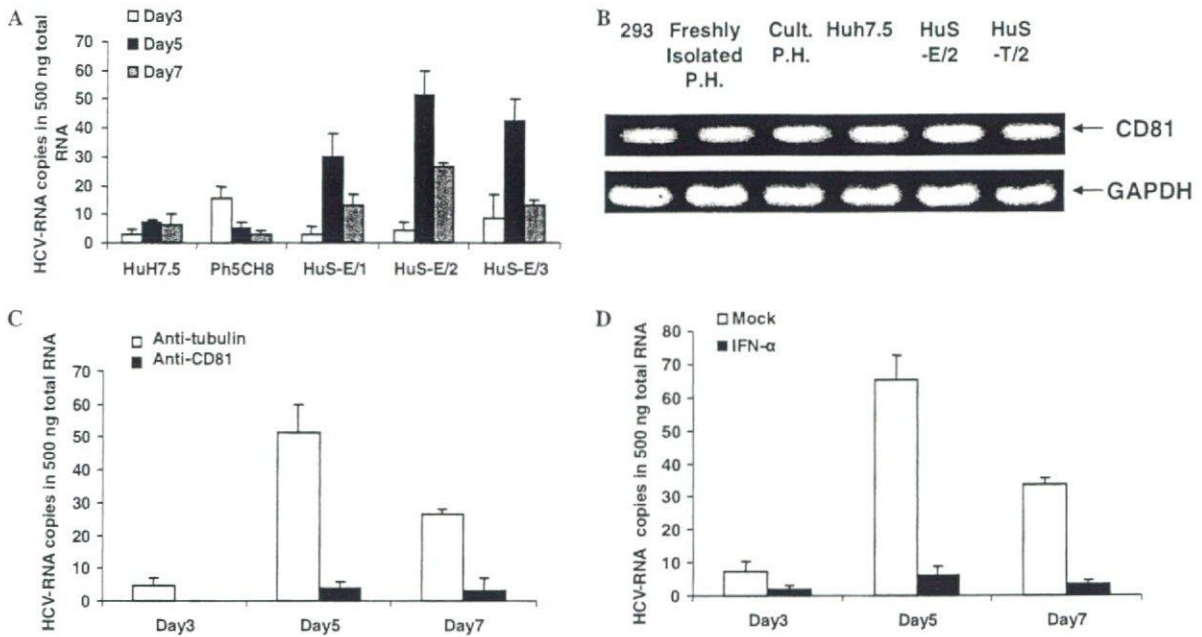 A
Day3
Day5
Day7
HCV-RNA copies in 500 ng total
RNA
70
60
50
40
30
20
10
0
HuH7.5
Ph5CH8
HuS-E/1
HuS-E/2
HuS-E/3
B
293 Freshly Cult. Huh7.5 HuS HuS
Isolated P.H. -E/2 -T/2
P.H.
CD81
GAPDH
C
Anti-tubulin
Anti-CD81
HCV-RNA copies in 500 ng total RNA
70
60
50
40
30
20
10
0
Day3
Day5
Day7
D
Mock
IFN-α
HCV-RNA copies in 500 ng total RNA
80
70
60
50
40
30
20
10
0
Day3
Day5
Day7